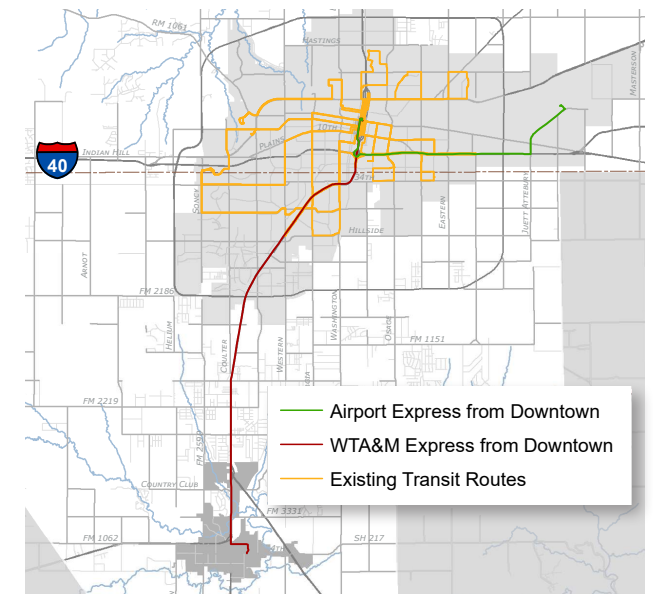 RM 1061
HASTINGS
MASTERSON
10TH
PLAINS
INDIAN HILL
40
34TH
SONCY
HILLSIDE
EASTERN
JUETT ATTEBURY
ARNOT
FM 2186
HELIUM
COULTER
WESTERN
WASHINGTON
OSAGE
FM 1151
FM 2219
FM 2590
Airport Express from Downtown
WTA&M Express from Downtown
Existing Transit Routes
COUNTRY CLUB
FM 3331
FM 1062
SH 217